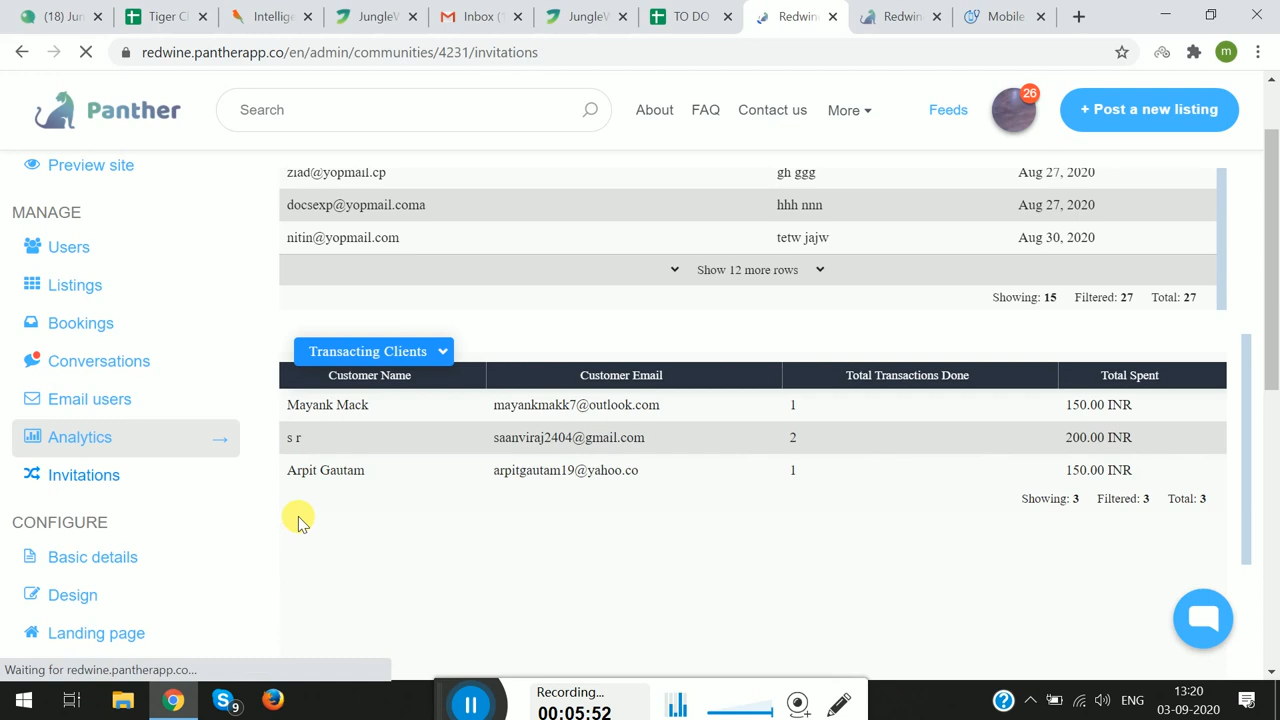 (18) Jun
Tiger Cl
Intellig
JungleW
Inbox (1
JungleW
TO DO
Redwine
Redwin
Mobile
redwine.pantherapp.co/en/admin/communities/4231/invitations
m
Panther
Search
About
FAQ
Contact us
More
Feeds
26
+ Post a new listing
Preview site
MANAGE
Users
Listings
Bookings
Conversations
Email users
Analytics →
Invitations
CONFIGURE
Basic details
Design
Landing page
ziad@yopmail.cp gh ggg Aug 27, 2020
docsexp@yopmail.coma hhh nnn Aug 27, 2020
nitin@yopmail.com tetw jajw Aug 30, 2020
Show 12 more rows
Showing: 15 Filtered: 27 Total: 27
Transacting Clients
Customer Name Customer Email Total Transactions Done Total Spent
Mayank Mack mayankmakk7@outlook.com 1 150.00 INR
s r saanviraj2404@gmail.com 2 200.00 INR
Arpit Gautam arpitgautam19@yahoo.co 1 150.00 INR
Showing: 3 Filtered: 3 Total: 3
Waiting for redwine.pantherapp.co...
9
Recording...
00:05:52
ENG
13:20
03-09-2020